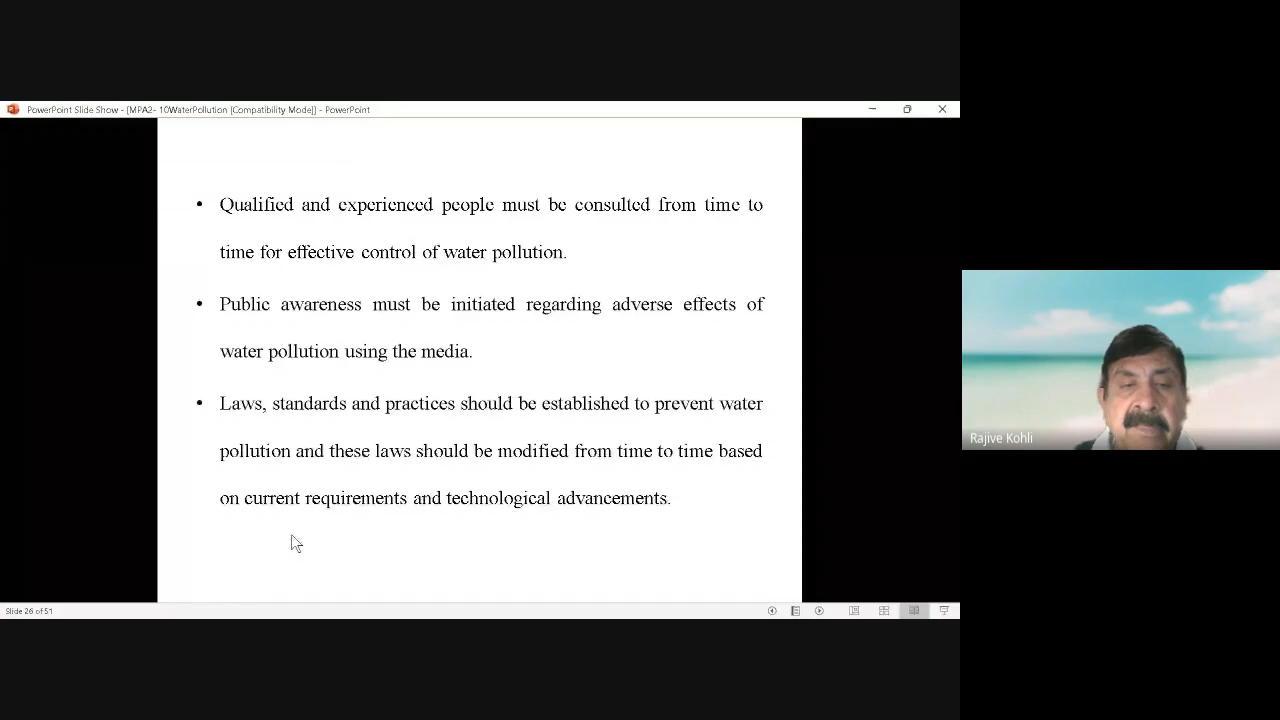 PowerPoint Slide Show - [MPA2- 10WaterPollution [Compatibility Mode]] - PowerPoint
• Qualified and experienced people must be consulted from time to
time for effective control of water pollution.
• Public awareness must be initiated regarding adverse effects of
water pollution using the media.
• Laws, standards and practices should be established to prevent water
pollution and these laws should be modified from time to time based
on current requirements and technological advancements.
Rajive Kohli
Slide 26 of 51